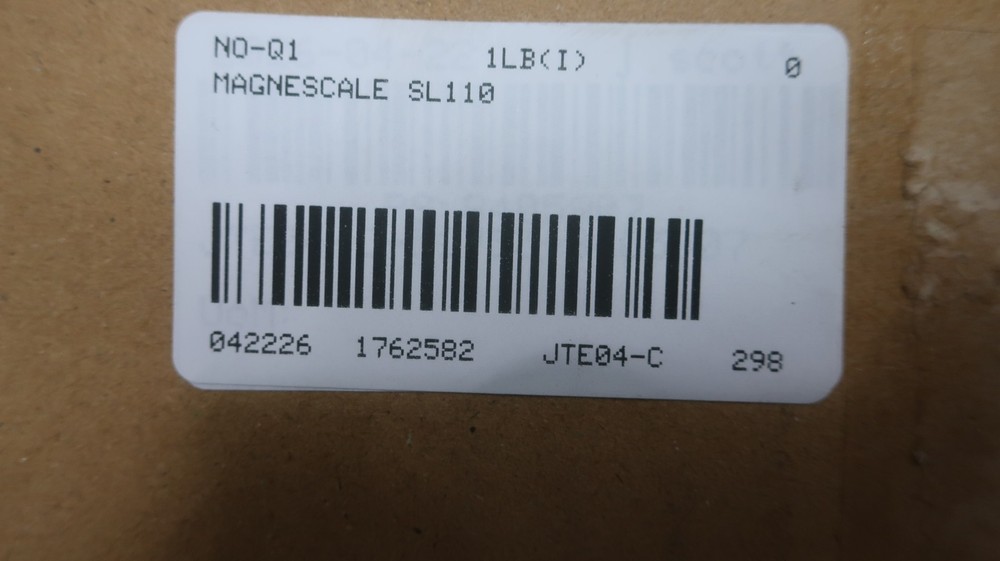 NO-Q1 1LB(I) 0
MAGNESCALE SL110
042226 1762582 JTE04-C 298